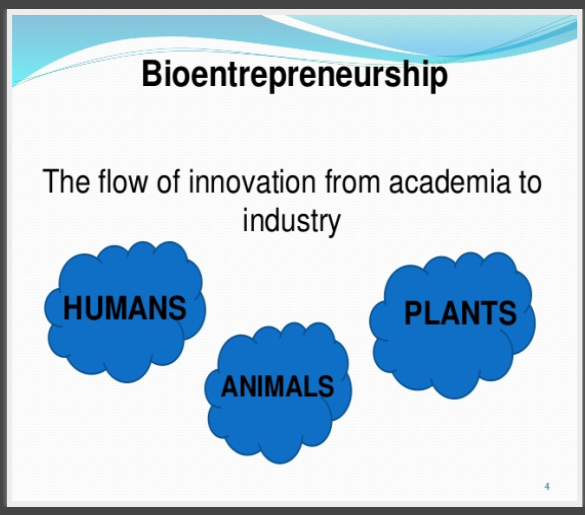 Bioentrepreneurship
The flow of innovation from academia to
industry
HUMANS
PLANTS
ANIMALS
4